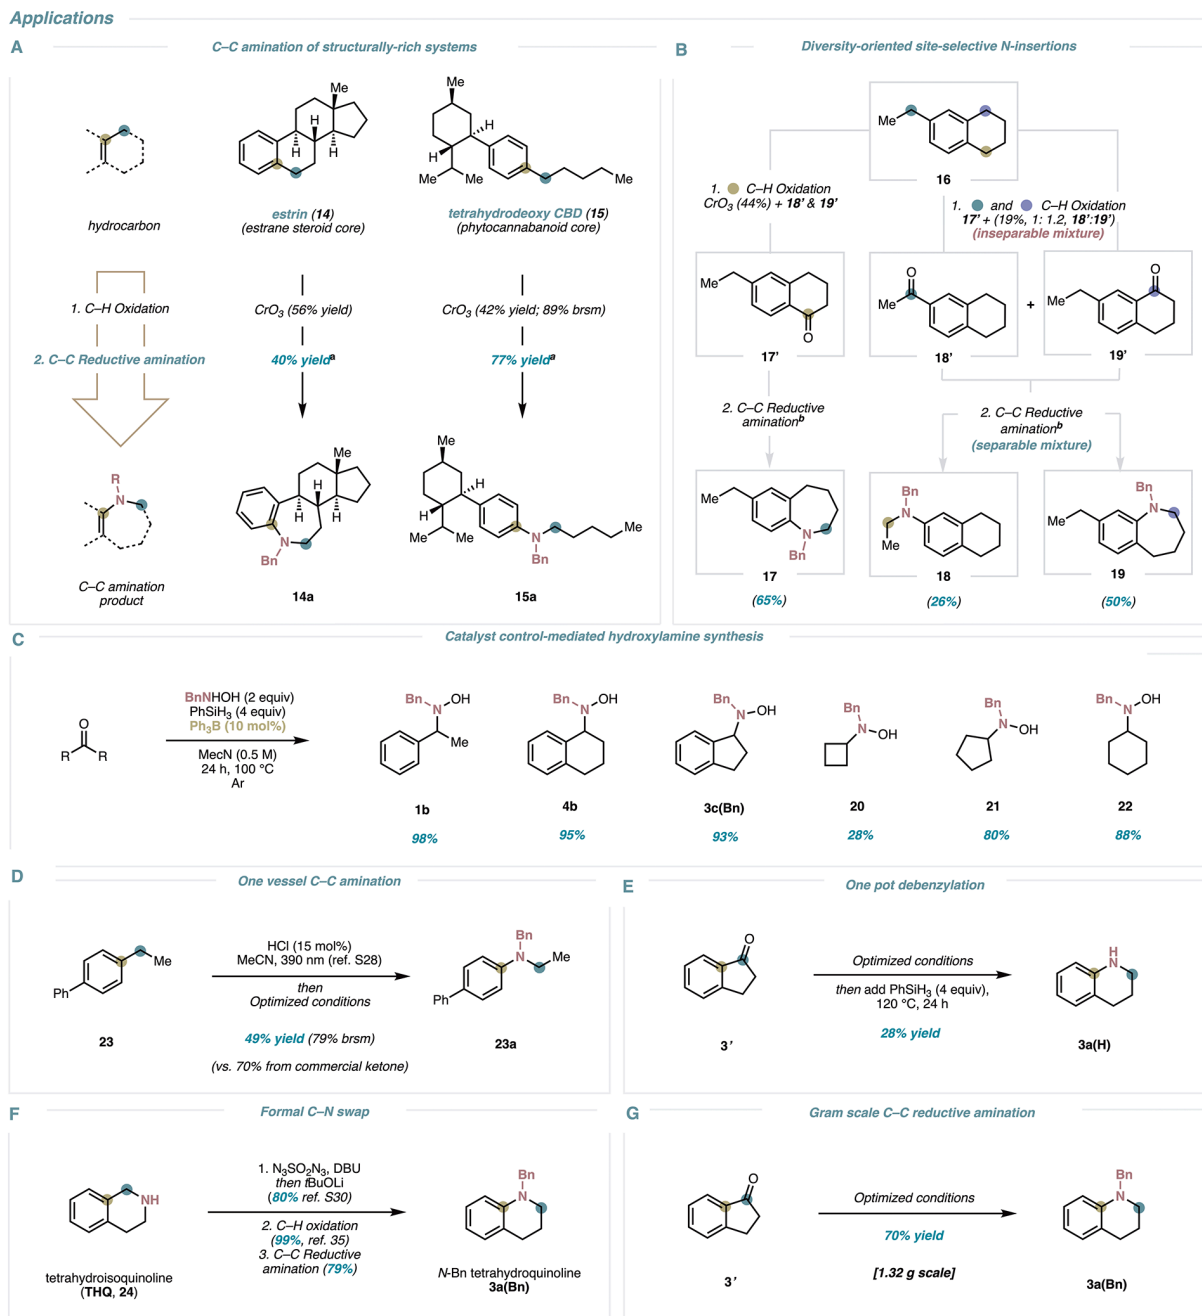 Applications
A
C–C amination of structurally-rich systems
hydrocarbon
1. C–H Oxidation
2. C–C Reductive amination
R
N
C–C amination
product
Me
H
H
H
estrin (14)
(estrane steroid core)
CrO3 (56% yield)
40% yielda
Me
H
H
H
N
Bn
14a
Me
H
H
Me
Me
Me
tetrahydrodeoxy CBD (15)
(phytocannabanoid core)
CrO3 (42% yield; 89% brsm)
77% yielda
Me
H
H
Me
Me
N
Bn
Me
15a
B
Diversity-oriented site-selective N-insertions
Me
16
1. C–H Oxidation
CrO3 (44%) + 18’ & 19’
1. and C–H Oxidation
17’ + (19%, 1: 1.2, 18’:19’)
(inseparable mixture)
Me
O
17’
O
Me
18’
+
Me
O
19’
2. C–C Reductive
aminationb
2. C–C Reductive
aminationb
(separable mixture)
Me
N
Bn
17
(65%)
Bn
N
Me
18
(26%)
Bn
N
Me
19
(50%)
C
Catalyst control-mediated hydroxylamine synthesis
O
R R
BnNHOH (2 equiv)
PhSiH3 (4 equiv)
Ph3B (10 mol%)
MecN (0.5 M)
24 h, 100 °C
Ar
Bn
N
OH
Me
1b
98%
Bn
N
OH
4b
95%
Bn
N
OH
3c(Bn)
93%
Bn
N
OH
20
28%
Bn
N
OH
21
80%
Bn
N
OH
22
88%
D
One vessel C–C amination
Me
Ph
23
HCl (15 mol%)
MeCN, 390 nm (ref. S28)
then
Optimized conditions
49% yield (79% brsm)
(vs. 70% from commercial ketone)
Bn
N
Me
Ph
23a
E
One pot debenzylation
O
3’
Optimized conditions
then add PhSiH3 (4 equiv),
120 °C, 24 h
28% yield
H
N
3a(H)
F
Formal C–N swap
NH
tetrahydroisoquinoline
(THQ, 24)
1. N3SO2N3, DBU
then tBuOLi
(80% ref. S30)
2. C–H oxidation
(99%, ref. 35)
3. C–C Reductive
amination (79%)
Bn
N
N-Bn tetrahydroquinoline
3a(Bn)
G
Gram scale C–C reductive amination
O
3’
Optimized conditions
70% yield
[1.32 g scale]
Bn
N
3a(Bn)